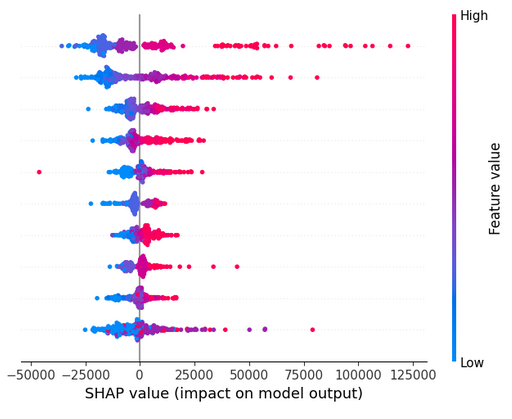 High
Feature value
Low
−50000 −25000 0 25000 50000 75000 100000 125000
SHAP value (impact on model output)